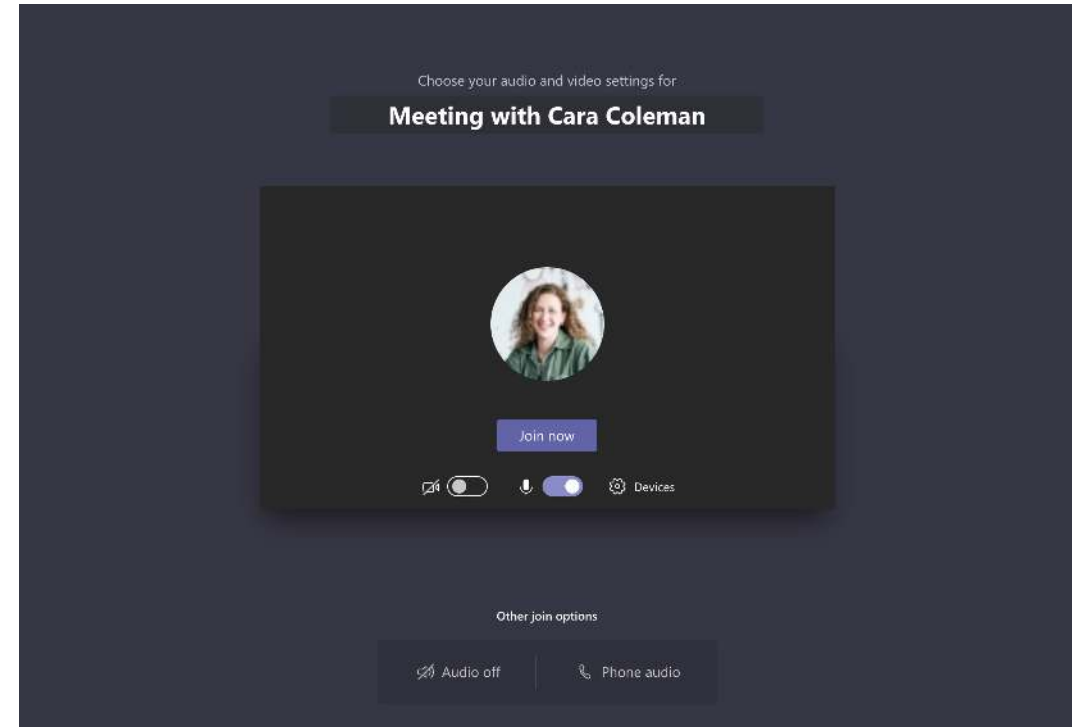 Choose your audio and video settings for
Meeting with Cara Coleman
Join now
Devices
Other join options
Audio off
Phone audio